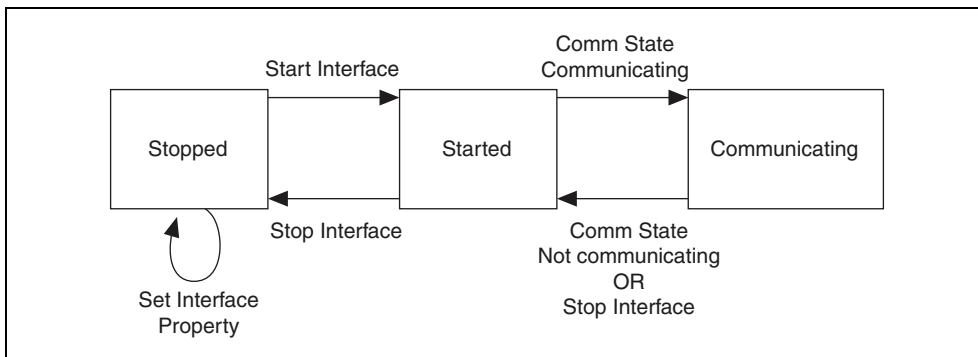 Start Interface
Comm State
Communicating
Stopped
Started
Communicating
Stop Interface
Comm State
Not communicating
OR
Stop Interface
Set Interface
Property